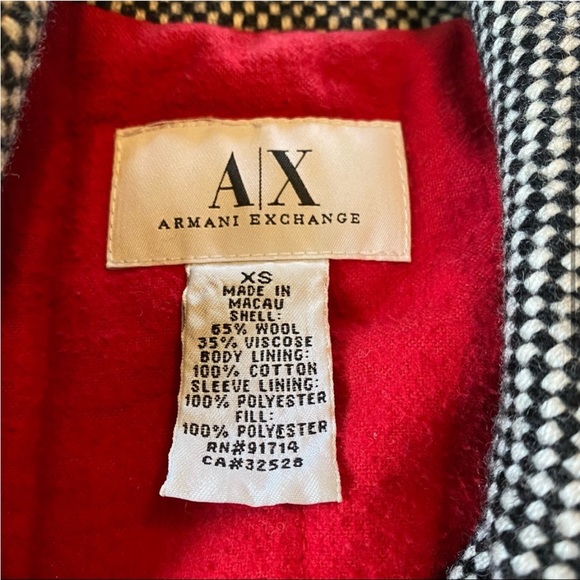 A|X
ARMANI EXCHANGE
XS
MADE IN
MACAU
SHELL:
65% WOOL
35% VISCOSE
BODY LINING:
100% COTTON
SLEEVE LINING:
100% POLYESTER
FILL:
100% POLYESTER
RN#91714
CA#32528